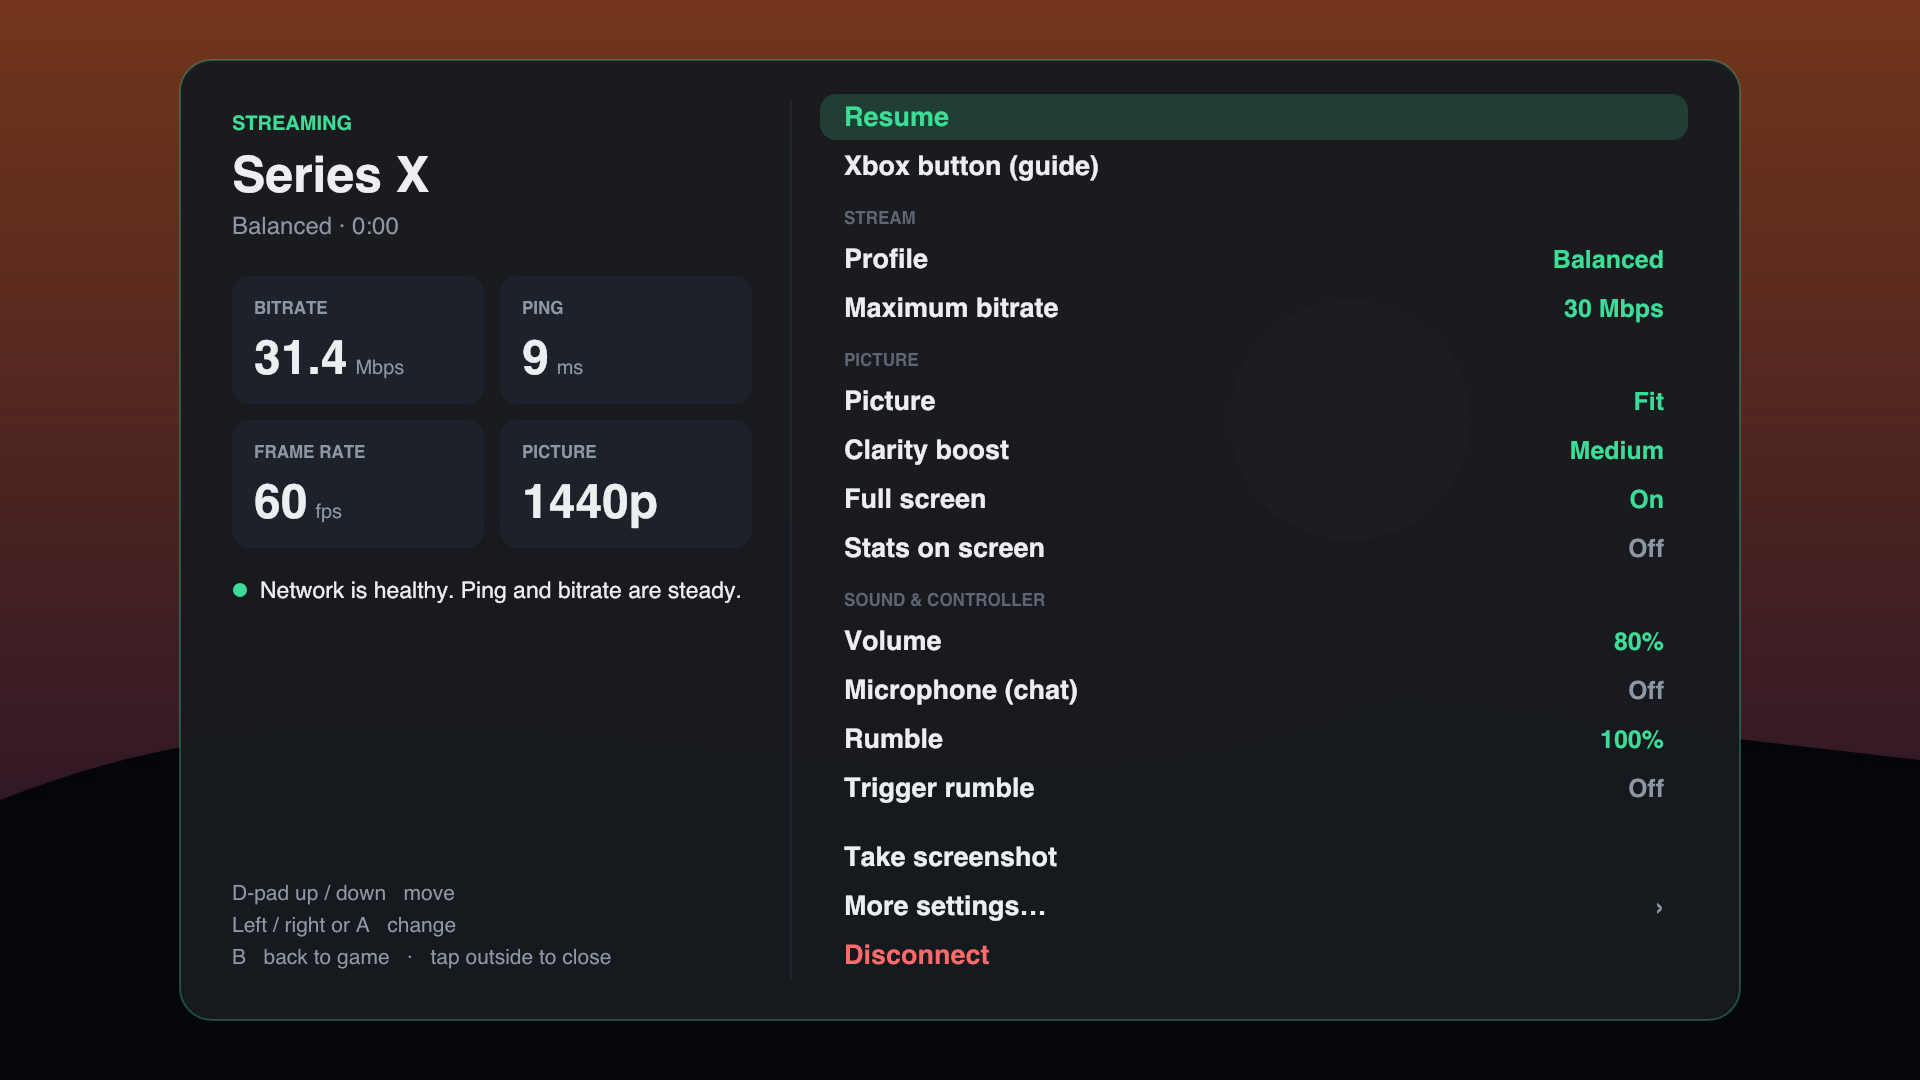 STREAMING
Series X
Balanced · 0:00
BITRATE
31.4 Mbps
PING
9 ms
FRAME RATE
60 fps
PICTURE
1440p
Network is healthy. Ping and bitrate are steady.
D-pad up / down move
Left / right or A change
B back to game · tap outside to close
Resume
Xbox button (guide)
STREAM
Profile Balanced
Maximum bitrate 30 Mbps
PICTURE
Picture Fit
Clarity boost Medium
Full screen On
Stats on screen Off
SOUND & CONTROLLER
Volume 80%
Microphone (chat) Off
Rumble 100%
Trigger rumble Off
Take screenshot
More settings… ›
Disconnect